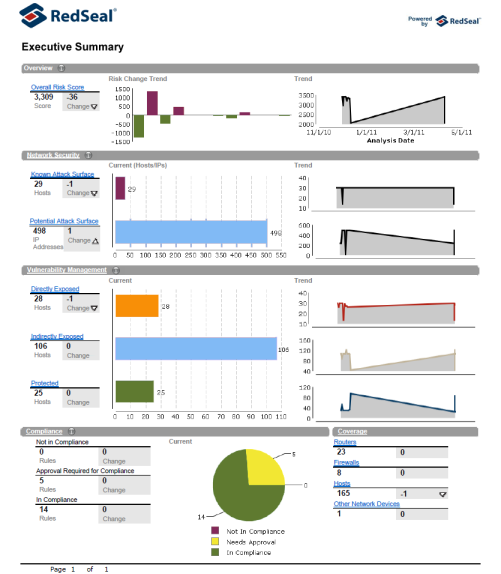 RedSeal
Powered by RedSeal
Executive Summary
Overview
Overall Risk Score
3,309 -36
Score Change
Risk Change Trend
1500
1000
500
0
-500
-1000
-1500
Trend
3500
3000
2500
2000
11/1/10 1/1/11 3/1/11 5/1/11
Analysis Date
Network Security
Known Attack Surface
29 -1
Hosts Change
Potential Attack Surface
498 1
IP Addresses Change
Current (Hosts/IPs)
29
498
0 50 100 150 200 250 300 350 400 450 500 550
Trend
40
30
20
10
600
400
200
0
Vulnerability Management
Directly Exposed
28 -1
Hosts Change
Indirectly Exposed
106 0
Hosts Change
Protected
25 0
Hosts Change
Current
28
106
25
0 10 20 30 40 50 60 70 80 90 100 110
Trend
40
30
20
10
160
120
80
40
120
80
40
0
Compliance
Not in Compliance
0 0
Rules Change
Approval Required for Compliance
5 0
Rules Change
In Compliance
14 0
Rules Change
Current
5
0
14
Not In Compliance
Needs Approval
In Compliance
Coverage
Routers
23 0
Firewalls
8 0
Hosts
165 -1
Other Network Devices
1 0
Page 1 of 1